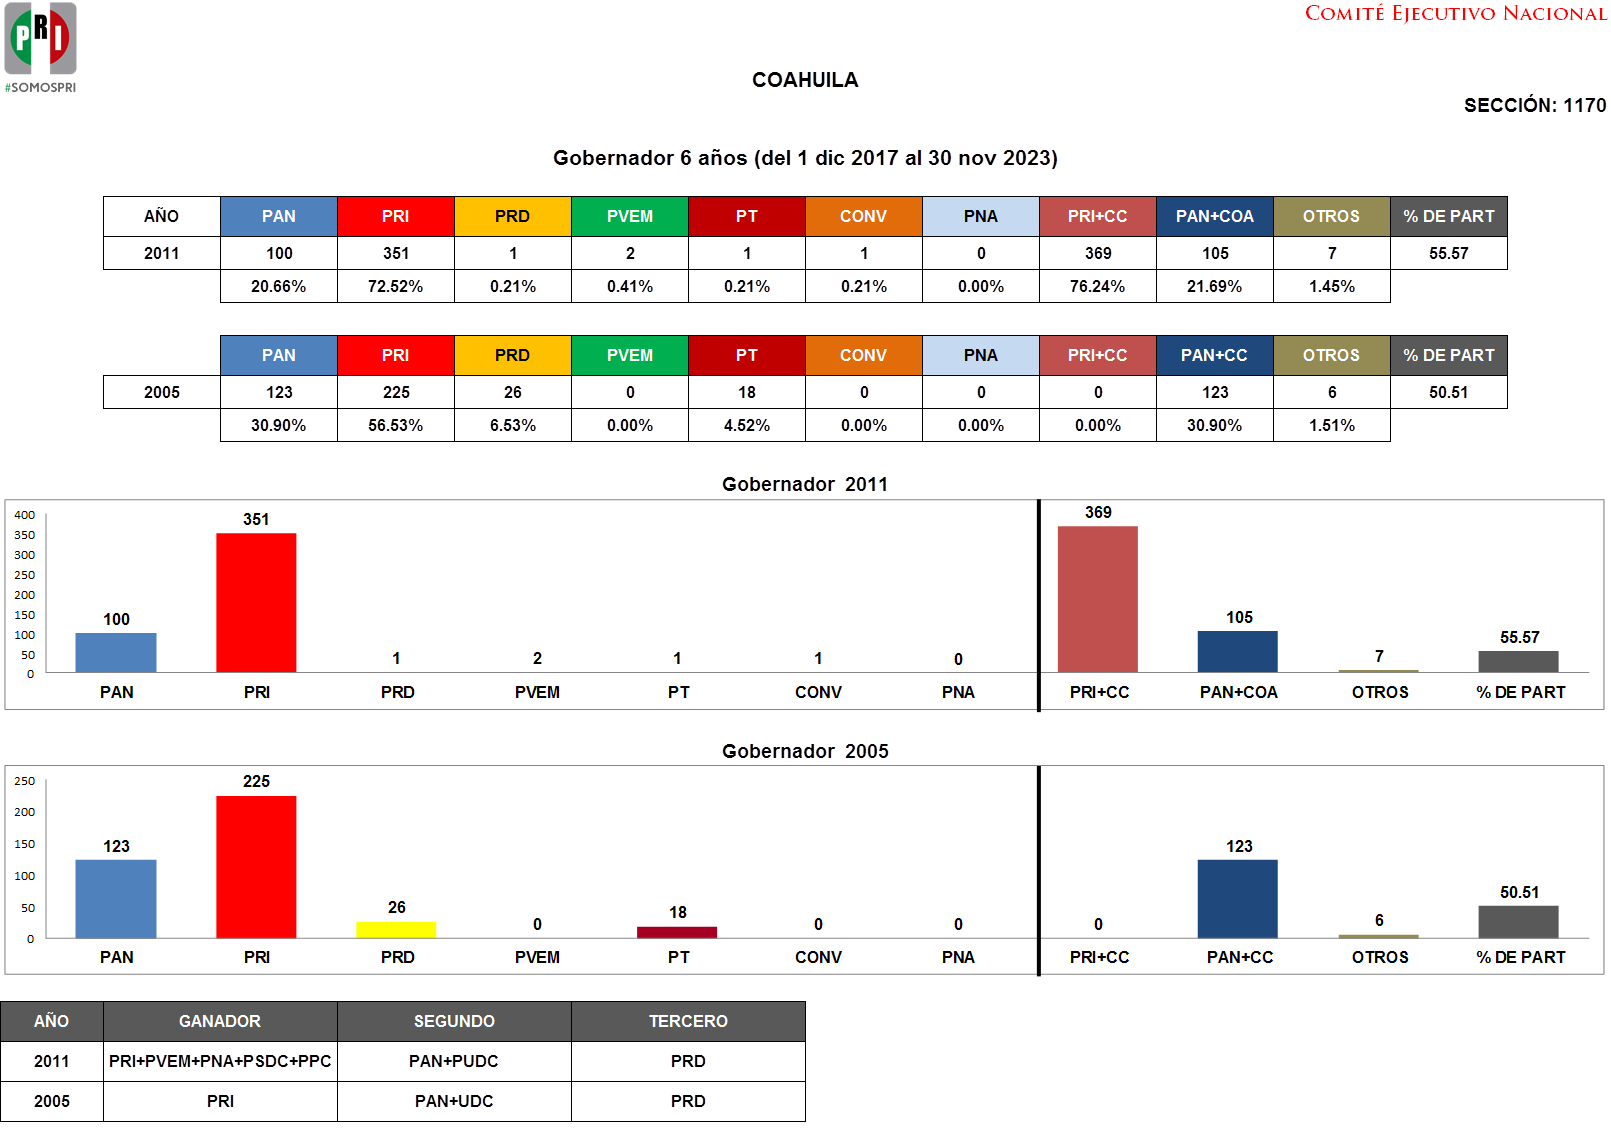 PRI
#SOMOSPRI
COMITÉ EJECUTIVO NACIONAL
COAHUILA
SECCIÓN: 1170
Gobernador 6 años (del 1 dic 2017 al 30 nov 2023)
AÑO PAN PRI PRD PVEM PT CONV PNA PRI+CC PAN+COA OTROS % DE PART
2011 100 351 1 2 1 1 0 369 105 7 55.57
20.66% 72.52% 0.21% 0.41% 0.21% 0.21% 0.00% 76.24% 21.69% 1.45%
PAN PRI PRD PVEM PT CONV PNA PRI+CC PAN+CC OTROS % DE PART
2005 123 225 26 0 18 0 0 0 123 6 50.51
30.90% 56.53% 6.53% 0.00% 4.52% 0.00% 0.00% 0.00% 30.90% 1.51%
Gobernador 2011
400
350
300
250
200
150
100
50
0
100 351 1 2 1 1 0 369 105 7 55.57
PAN PRI PRD PVEM PT CONV PNA PRI+CC PAN+COA OTROS % DE PART
Gobernador 2005
250
200
150
100
50
0
123 225 26 0 18 0 0 0 123 6 50.51
PAN PRI PRD PVEM PT CONV PNA PRI+CC PAN+CC OTROS % DE PART
AÑO GANADOR SEGUNDO TERCERO
2011 PRI+PVEM+PNA+PSDC+PPC PAN+PUDC PRD
2005 PRI PAN+UDC PRD